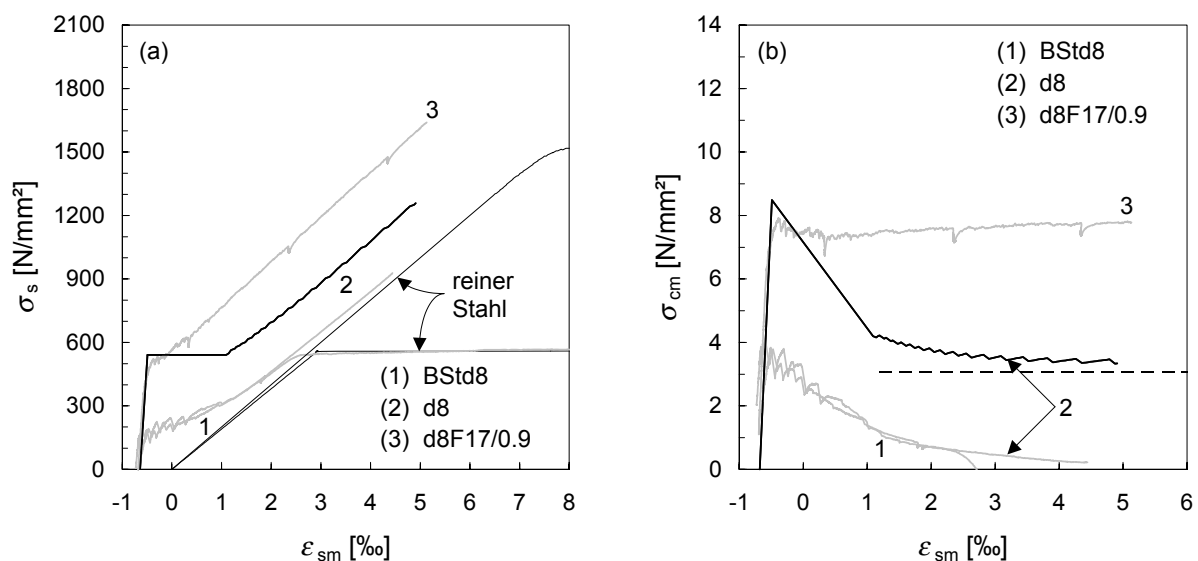 (a)
2100
1800
1500
1200
900
600
300
0
σs [N/mm²]
3
2
1
reiner
Stahl
(1) BStd8
(2) d8
(3) d8F17/0.9
-1 0 1 2 3 4 5 6 7 8
εsm [‰]
(b)
14
12
10
8
6
4
2
0
σcm [N/mm²]
(1) BStd8
(2) d8
(3) d8F17/0.9
3
2
1
-1 0 1 2 3 4 5 6
εsm [‰]